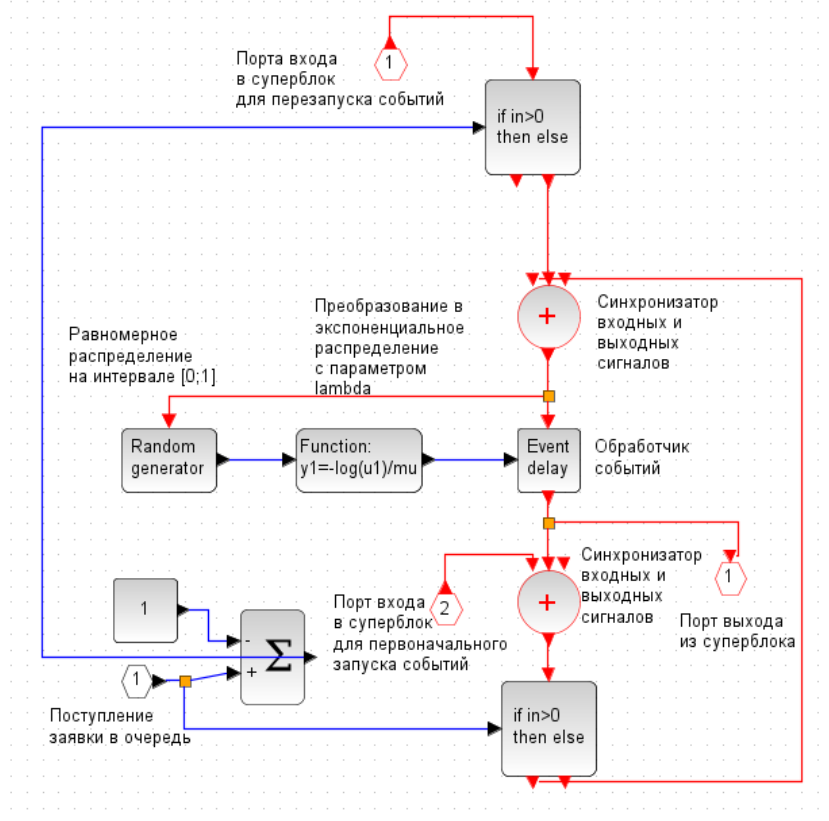 Порта входа
в суперблок
для перезапуска событий
1
if in>0
then else
Синхронизатор
входных и
выходных
сигналов
+
Преобразование в
экспоненциальное
распределение
с параметром
lambda
Равномерное
распределение
на интервале [0;1]
Random
generator
Function:
y1=-log(u1)/mu
Event
delay
Обработчик
событий
Синхронизатор
входных и
выходных
сигналов
+
1
Порт выхода
из суперблока
Порт входа
в суперблок
для первоначального
запуска событий
2
1
-
+
Σ
1
Поступление
заявки в очередь
if in>0
then else